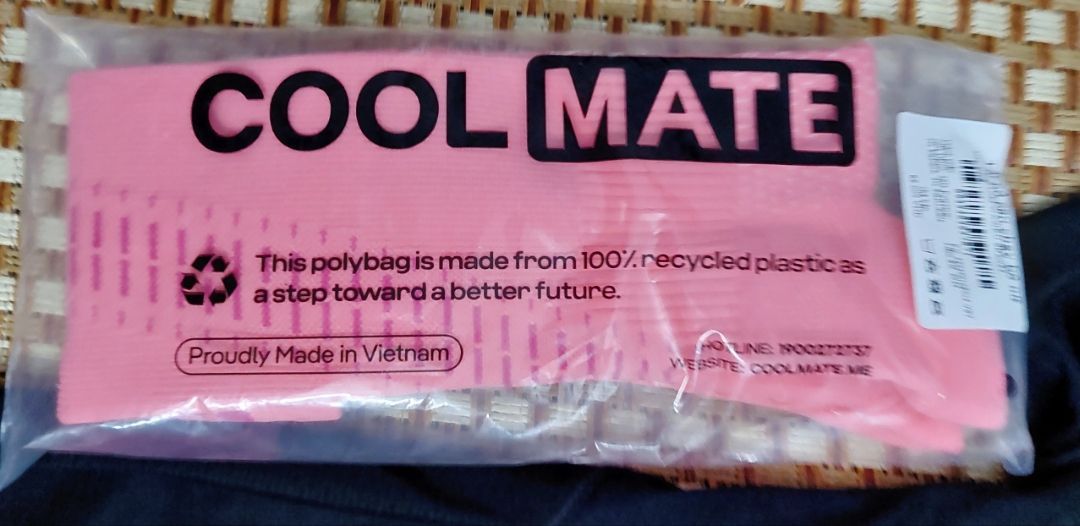 COOL MATE
This polybag is made from 100% recycled plastic as
a step toward a better future.
Proudly Made in Vietnam
HOTLINE: 1900272737
WEBSITE: COOLMATE.ME